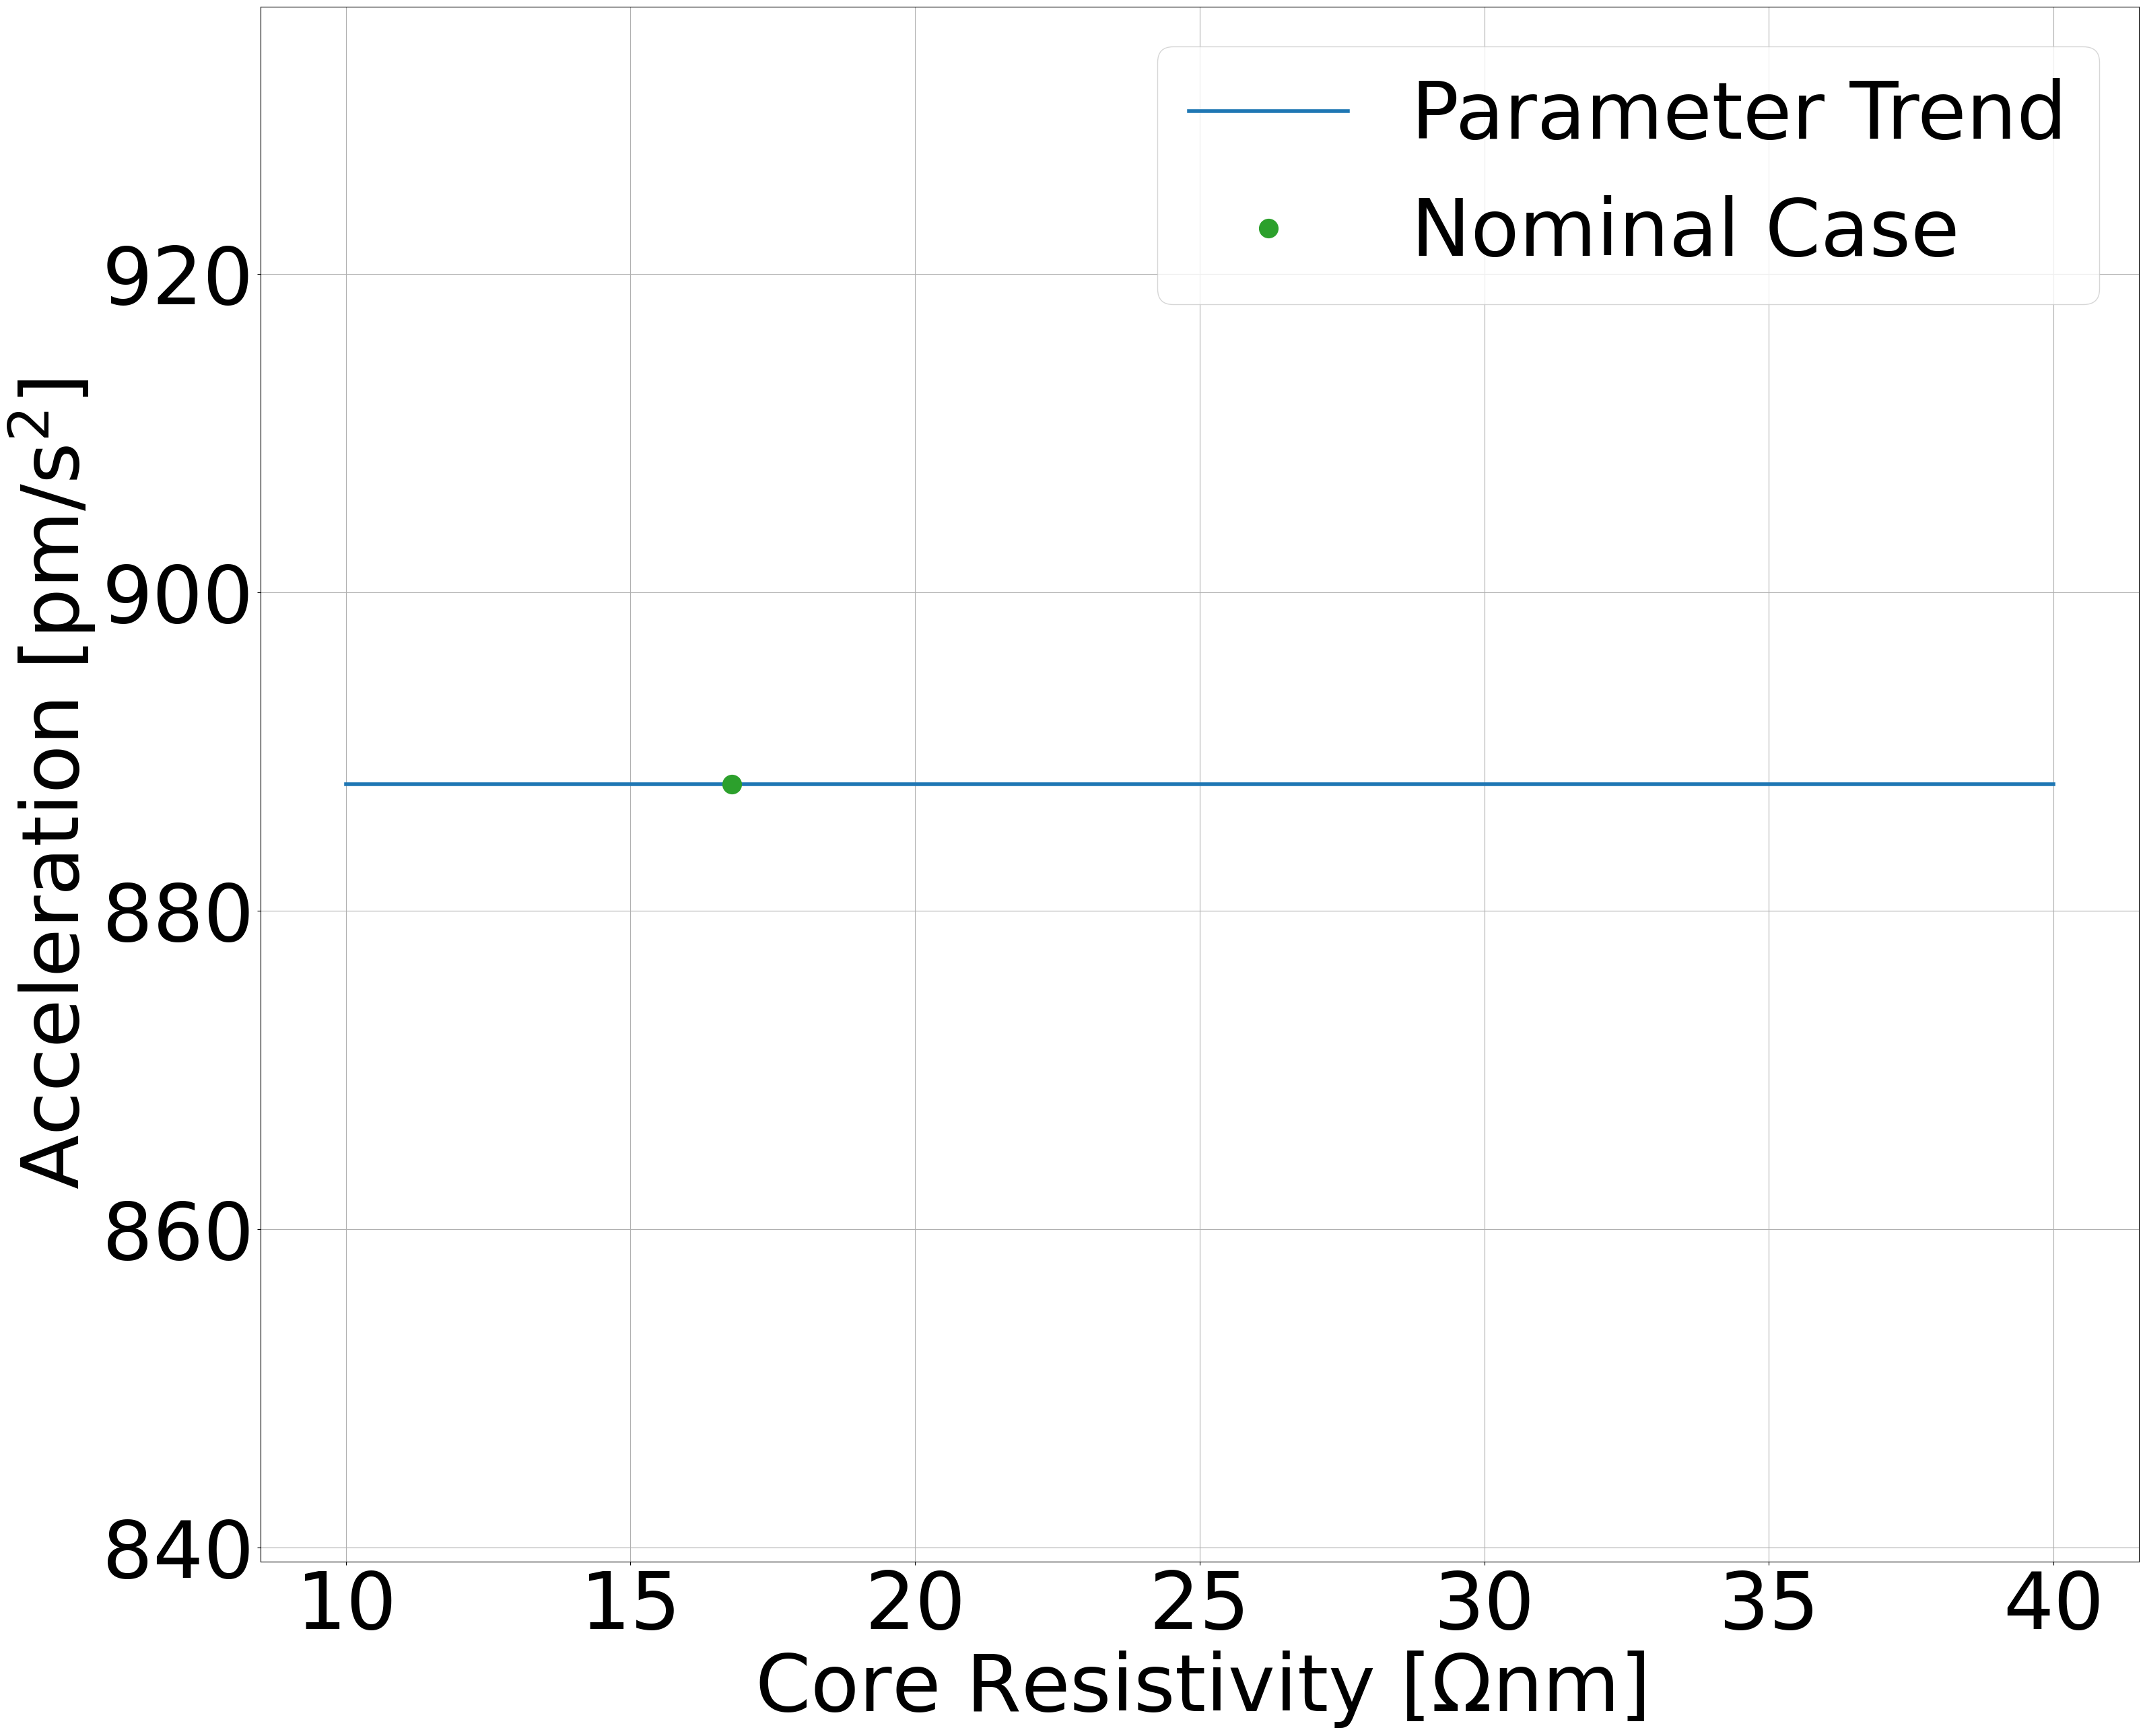 Parameter Trend
Nominal Case
920
900
880
860
840
Acceleration [pm/s²]
10 15 20 25 30 35 40
Core Resistivity [Ωnm]